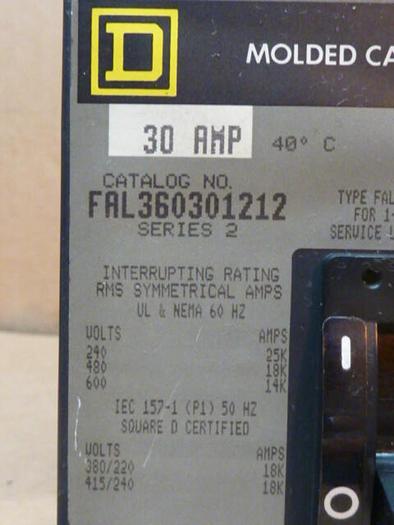 D
MOLDED CA
30 AMP 40° C
CATALOG NO.
FAL360301212
SERIES 2
TYPE FAL
FOR 1-
SERVICE
INTERRUPTING RATING
RMS SYMMETRICAL AMPS
UL & NEMA 60 HZ
VOLTS AMPS
240 25K
480 18K
600 14K
IEC 157-1 (P1) 50 HZ
SQUARE D CERTIFIED
VOLTS AMPS
380/220 18K
415/240 18K
I
O